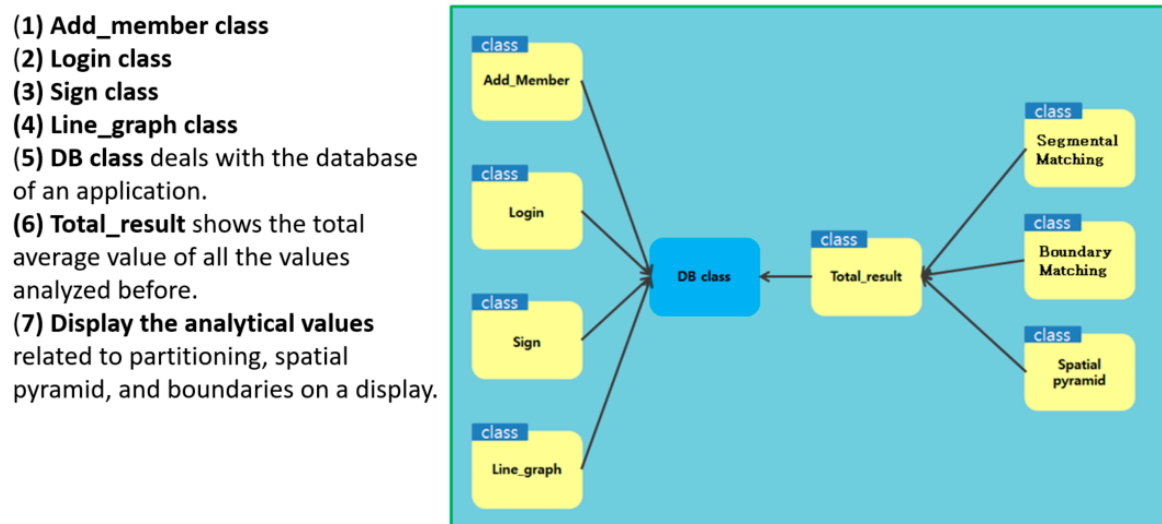 (1) Add_member class
(2) Login class
(3) Sign class
(4) Line_graph class
(5) DB class deals with the database
of an application.
(6) Total_result shows the total
average value of all the values
analyzed before.
(7) Display the analytical values
related to partitioning, spatial
pyramid, and boundaries on a display.
class
Add_Member
class
Login
class
Sign
class
Line_graph
DB class
class
Total_result
class
Segmental
Matching
class
Boundary
Matching
class
Spatial
pyramid